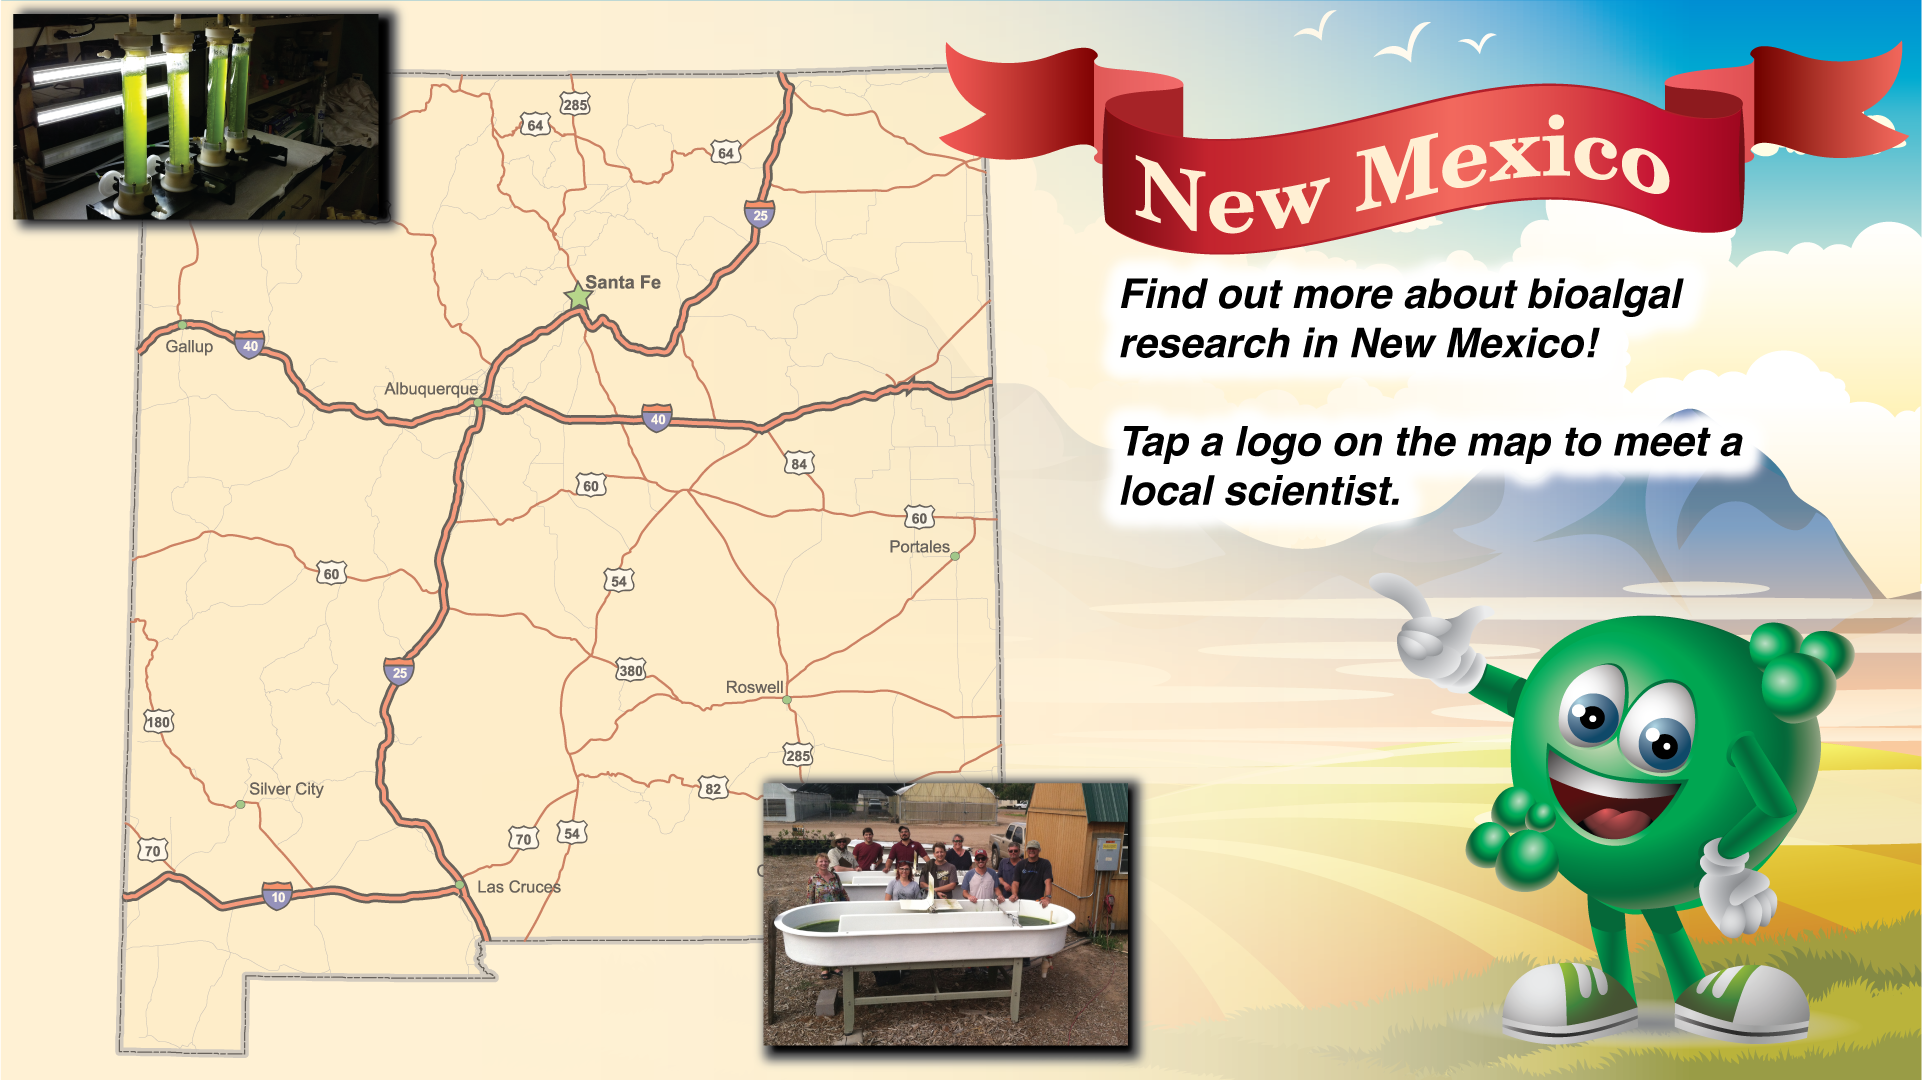 New Mexico
Find out more about bioalgal
research in New Mexico!
Tap a logo on the map to meet a
local scientist.
285
64
64
25
Santa Fe
Gallup
40
Albuquerque
40
84
60
60
Portales
60
54
380
25
Roswell
180
285
Silver City
82
70
54
70
Las Cruces
10
C